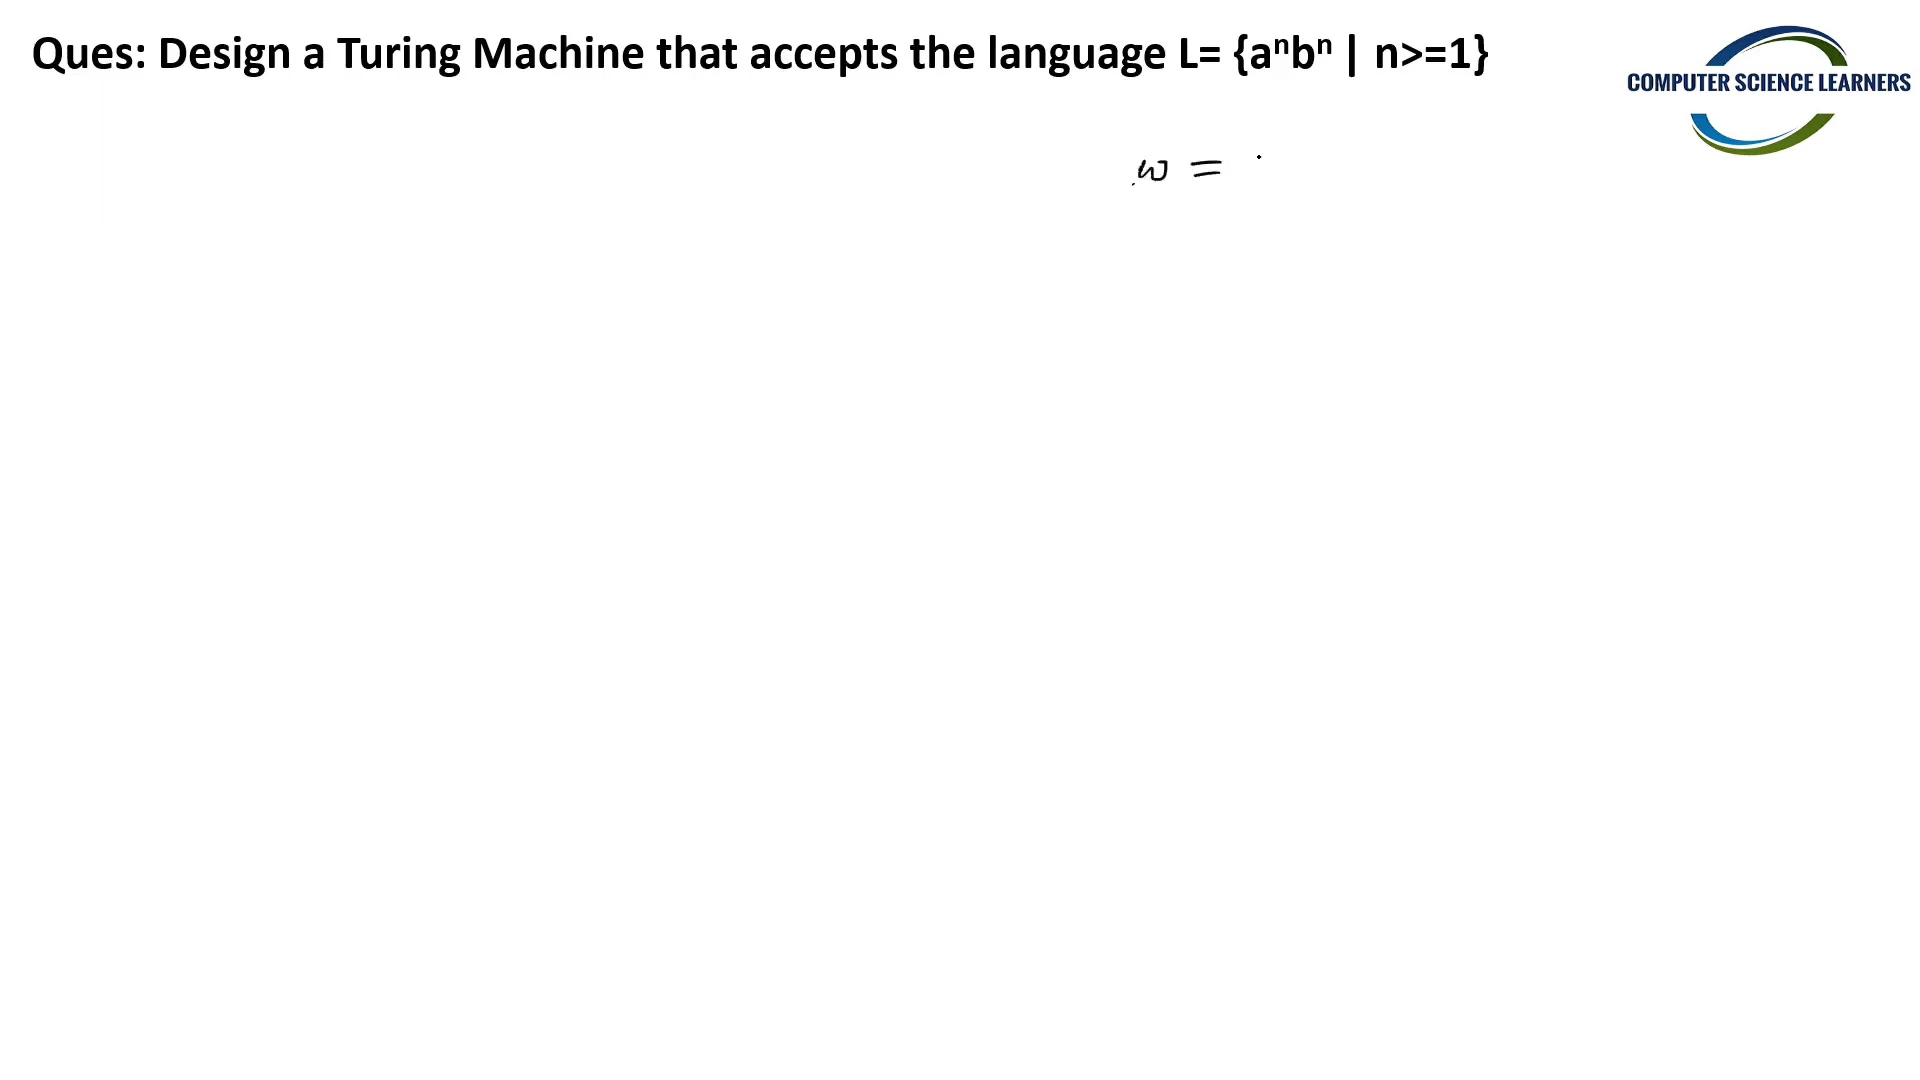 Ques: Design a Turing Machine that accepts the language L= {aⁿbⁿ | n>=1}
COMPUTER SCIENCE LEARNERS
w =